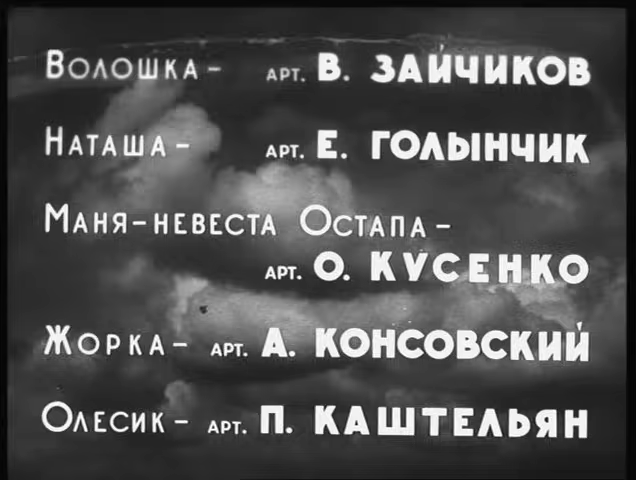 Волошка – арт. В. ЗАЙЧИКОВ
Наташа – арт. Е. ГОЛЫНЧИК
Маня – невеста Остапа –
арт. О. КУСЕНКО
Жорка – арт. А. КОНСОВСКИЙ
Олесик – арт. П. КАШТЕЛЬЯН